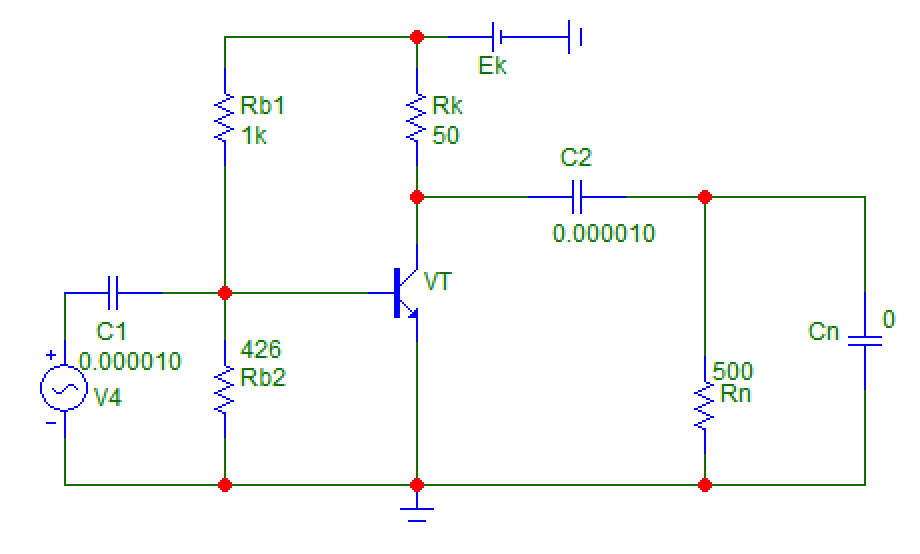 Ek
Rb1
1k
Rk
50
C2
0.000010
VT
C1
0.000010
+
V4
-
426
Rb2
500
Rn
Cn
0